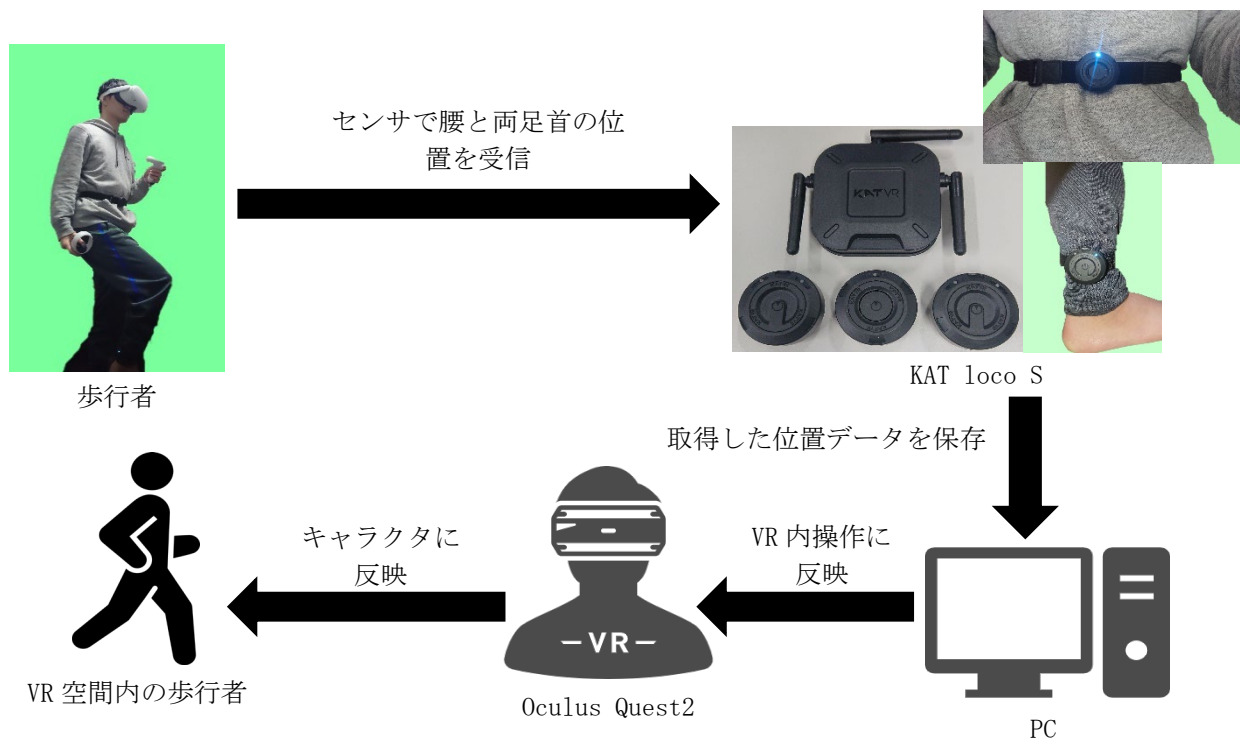 センサで腰と両足首の位
置を受信
KAT VR
歩行者
KAT loco S
取得した位置データを保存
キャラクタに
反映
VR 内操作に
反映
–VR–
VR 空間内の歩行者
Oculus Quest2
PC